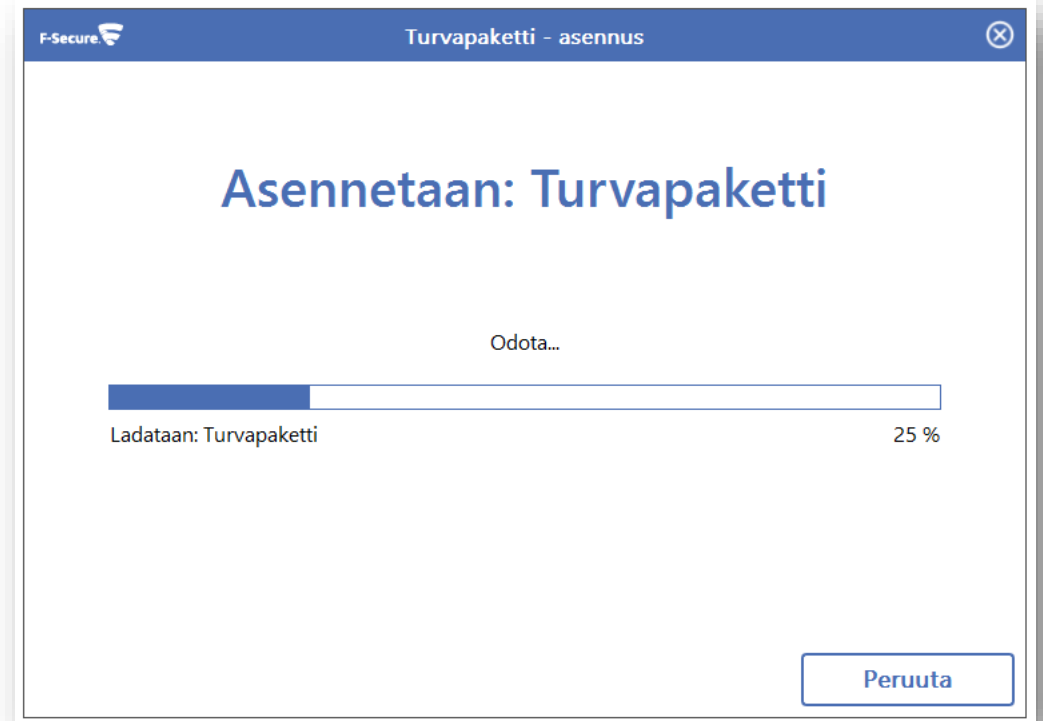 F-Secure.
Turvapaketti - asennus
Asennetaan: Turvapaketti
Odota...
Ladataan: Turvapaketti 25 %
Peruuta